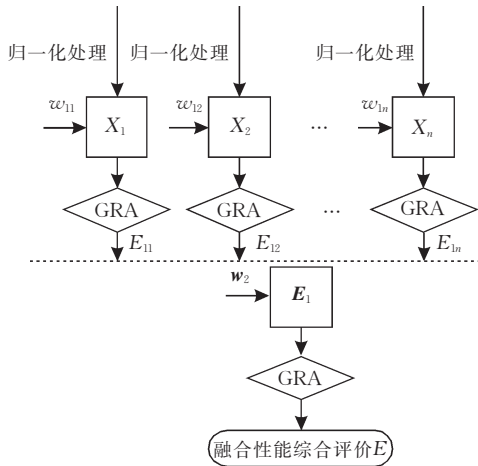 归一化处理 归一化处理 归一化处理
w11 w12 w1n
X1 X2 ... Xn
GRA GRA ... GRA
E11 E12 E1n
w2
E1
GRA
融合性能综合评价E